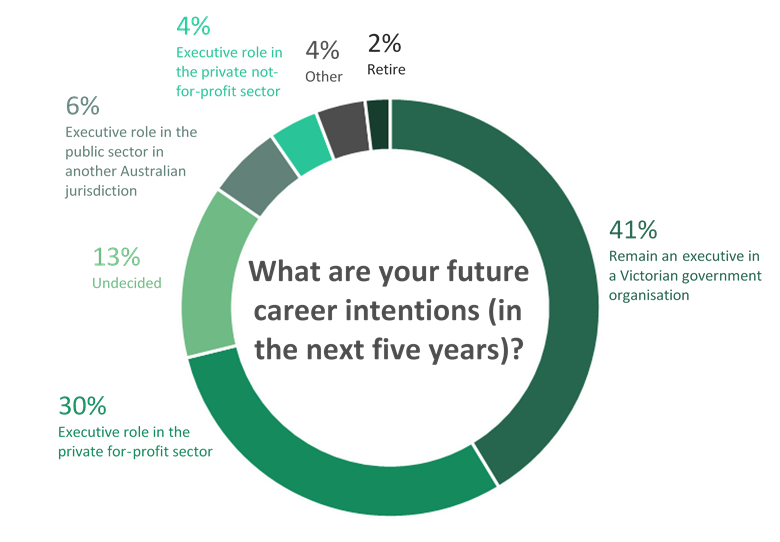 4%
Executive role in
the private not-
for-profit sector
4%
Other
2%
Retire
6%
Executive role in the
public sector in
another Australian
jurisdiction
41%
Remain an executive in
a Victorian government
organisation
13%
Undecided
What are your future
career intentions (in
the next five years)?
30%
Executive role in the
private for-profit sector